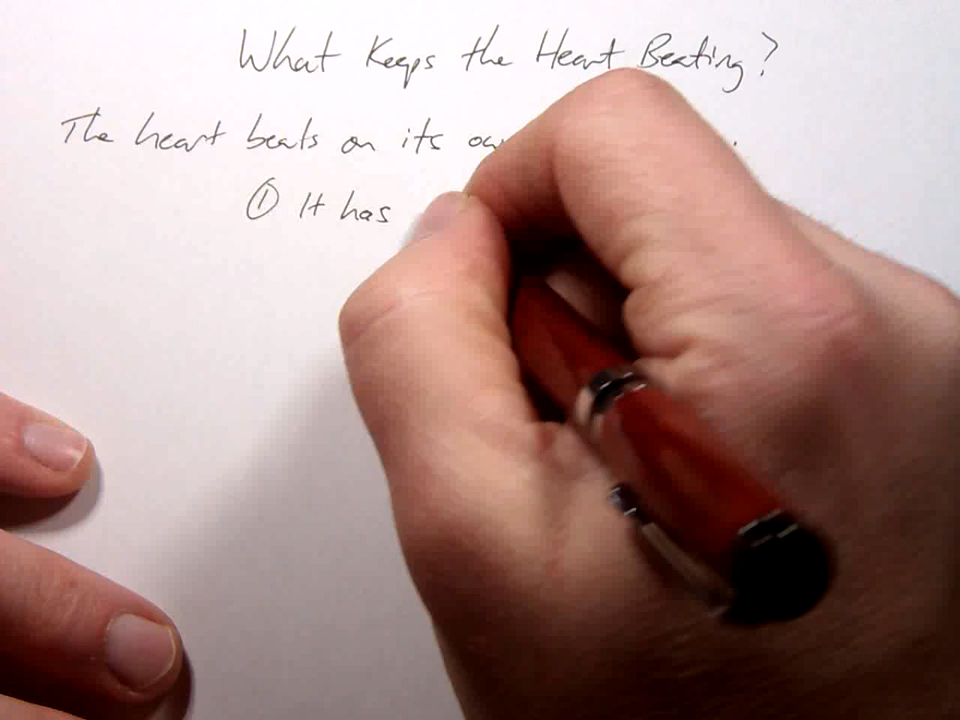 What Keeps the Heart Beating?
The heart beats on its
① It has